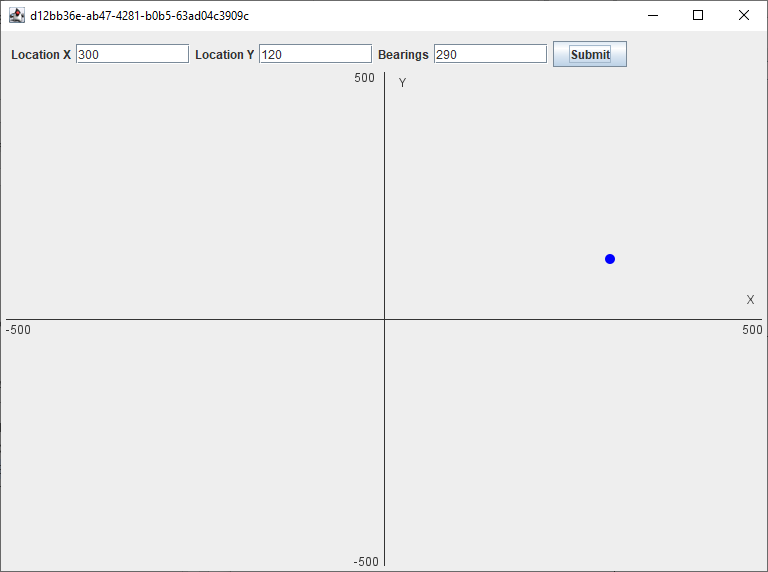 d12bb36e-ab47-4281-b0b5-63ad04c3909c
Location X 300 Location Y 120 Bearings 290 Submit
500 Y
X
-500 500
-500